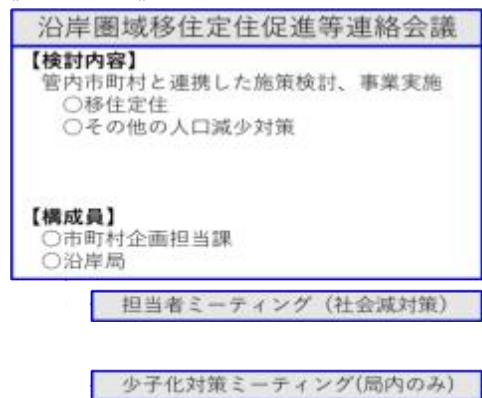 沿岸圏域移住定住促進等連絡会議
【検討内容】
管内市町村と連携した施策検討、事業実施
〇移住定住
〇その他の人口減少対策
【構成員】
〇市町村企画担当課
〇沿岸局
担当者ミーティング（社会減対策）
少子化対策ミーティング(局内のみ)